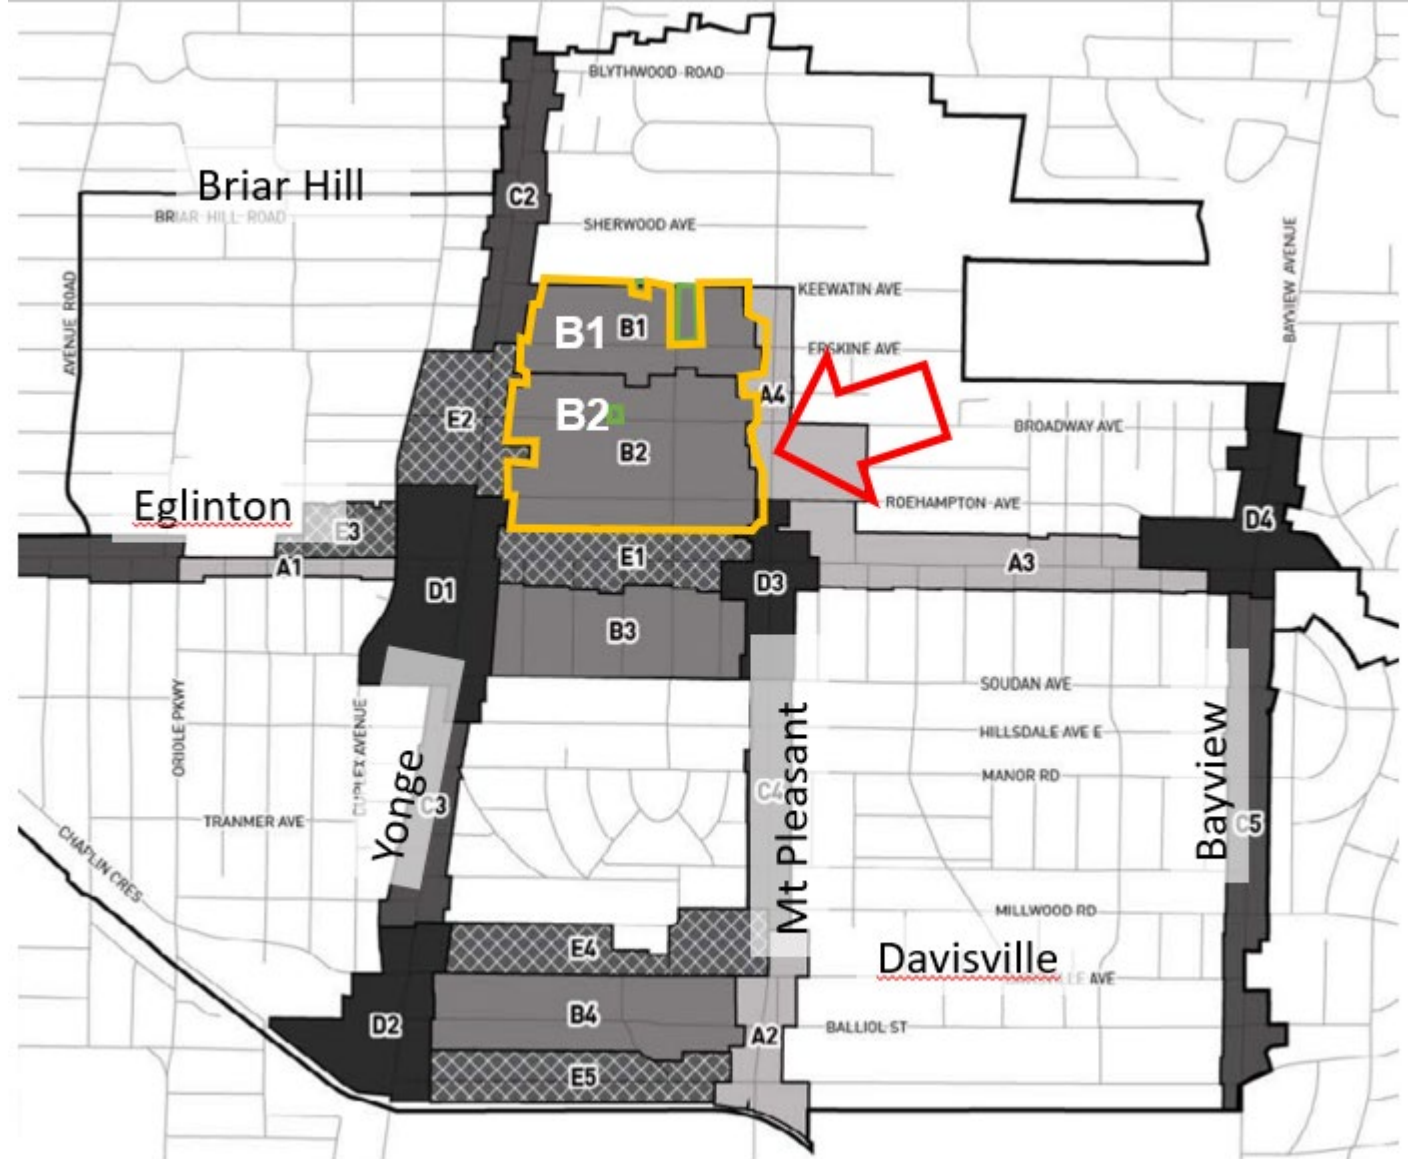 BLYTHWOOD ROAD
Briar Hill
C2
BRIAR HILL ROAD
SHERWOOD AVE
BAYVIEW AVENUE
AVENUE ROAD
KEEWATIN AVE
B1
B1
ERSKINE AVE
A4
E2
B2
B2
BROADWAY AVE
Eglinton
ROEHAMPTON AVE
D4
E3
E1
A3
A1
D1
D3
B3
SOUDAN AVE
ORIOLE PKWY
DUPLEX AVENUE
HILLSDALE AVE E
MANOR RD
Yonge
C3
C4
Mt Pleasant
Bayview
C5
TRANMER AVE
CHAPLIN CRES
MILLWOOD RD
E4
Davisville
AVE
B4
D2
A2
BALLIOL ST
E5